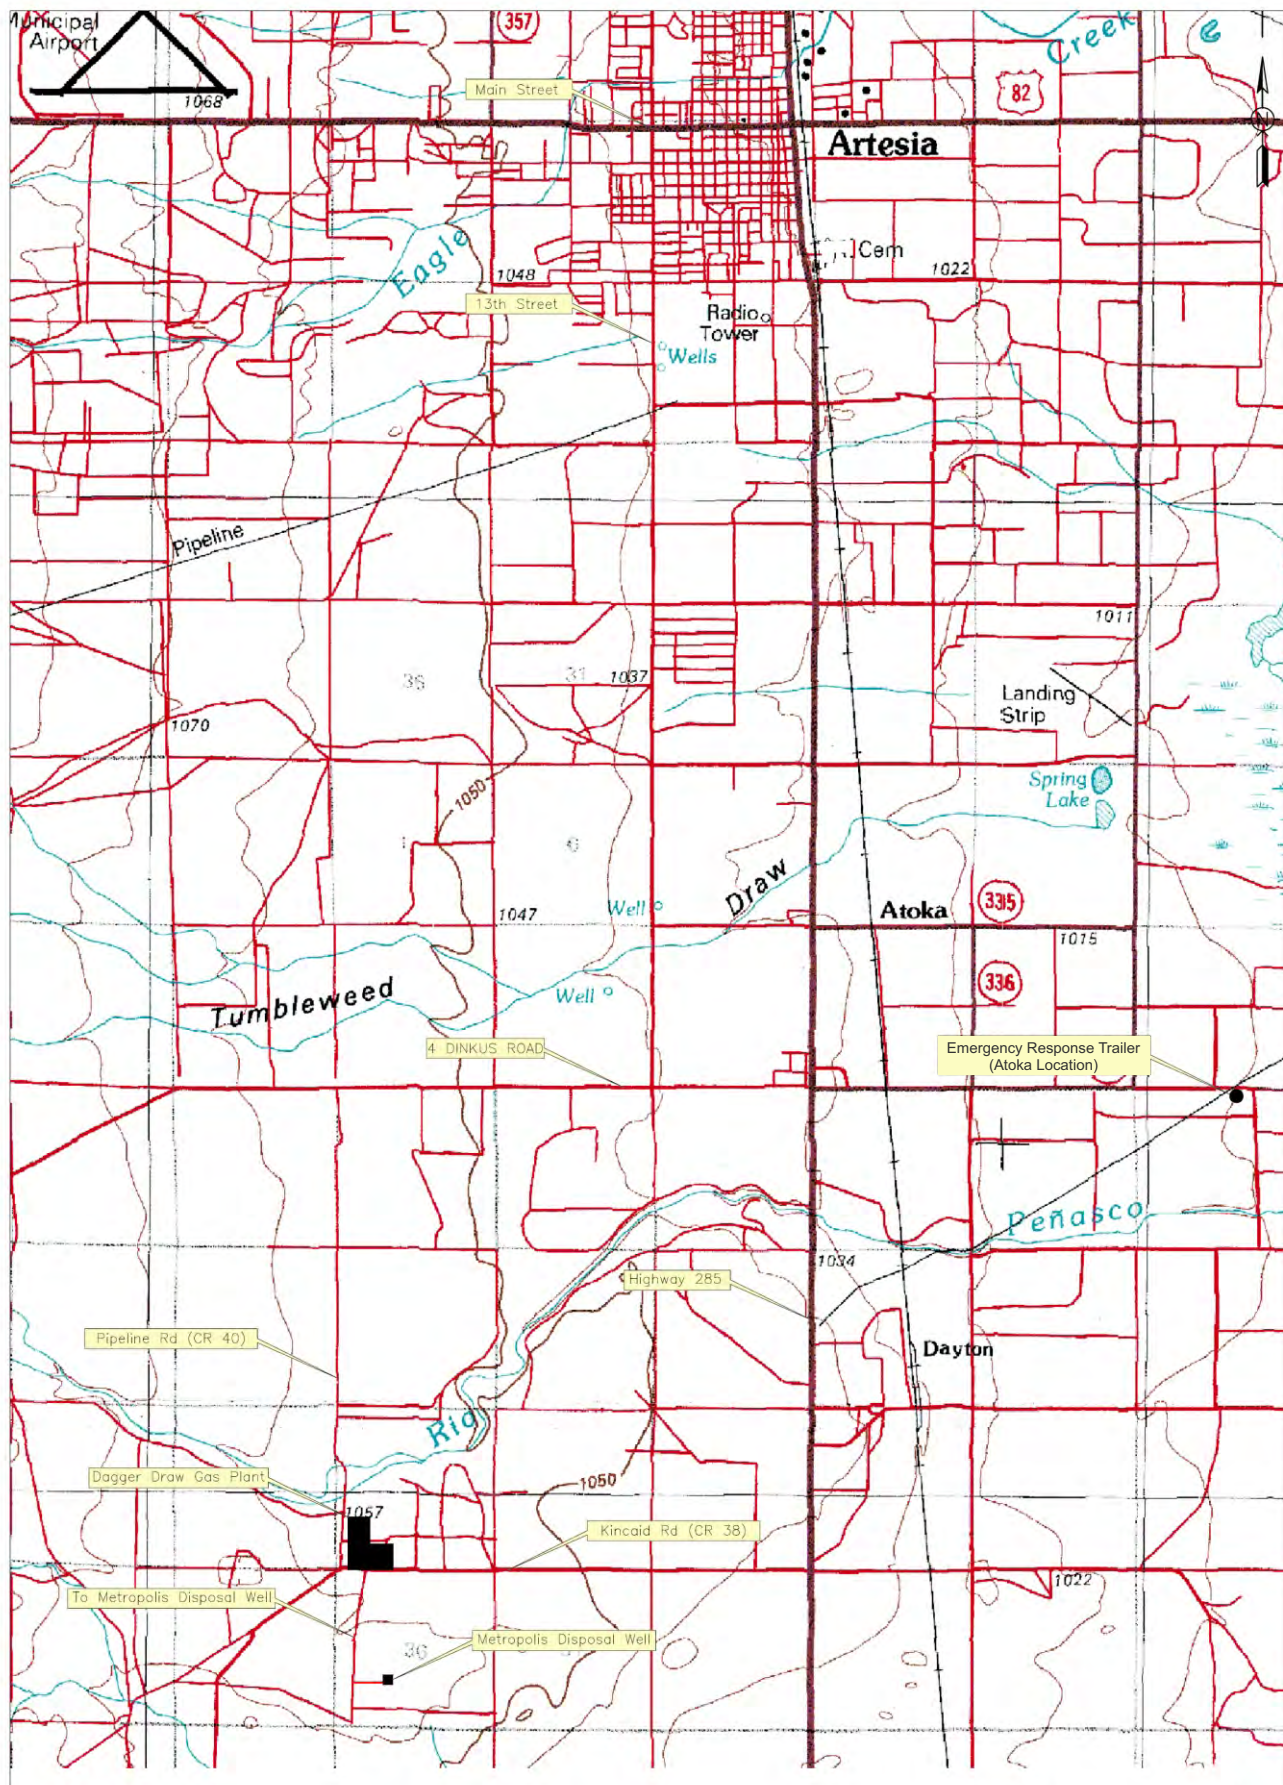 Municipal
Airport
357
Creek
1068
Main Street
82
N
Artesia
Eagle
Cem
1048
1022
13th Street
Radio
Tower
Wells
Pipeline
1011
36
31
1037
Landing
Strip
1070
Spring
Lake
1050
1
6
Draw
Well
1047
Atoka
335
1015
Tumbleweed
Well
336
4 DINKUS ROAD
Emergency Response Trailer
(Atoka Location)
Peñasco
1034
Highway 285
Pipeline Rd (CR 40)
Dayton
Rio
Dagger Draw Gas Plant
1050
1057
Kincaid Rd (CR 38)
1022
To Metropolis Disposal Well
36
Metropolis Disposal Well